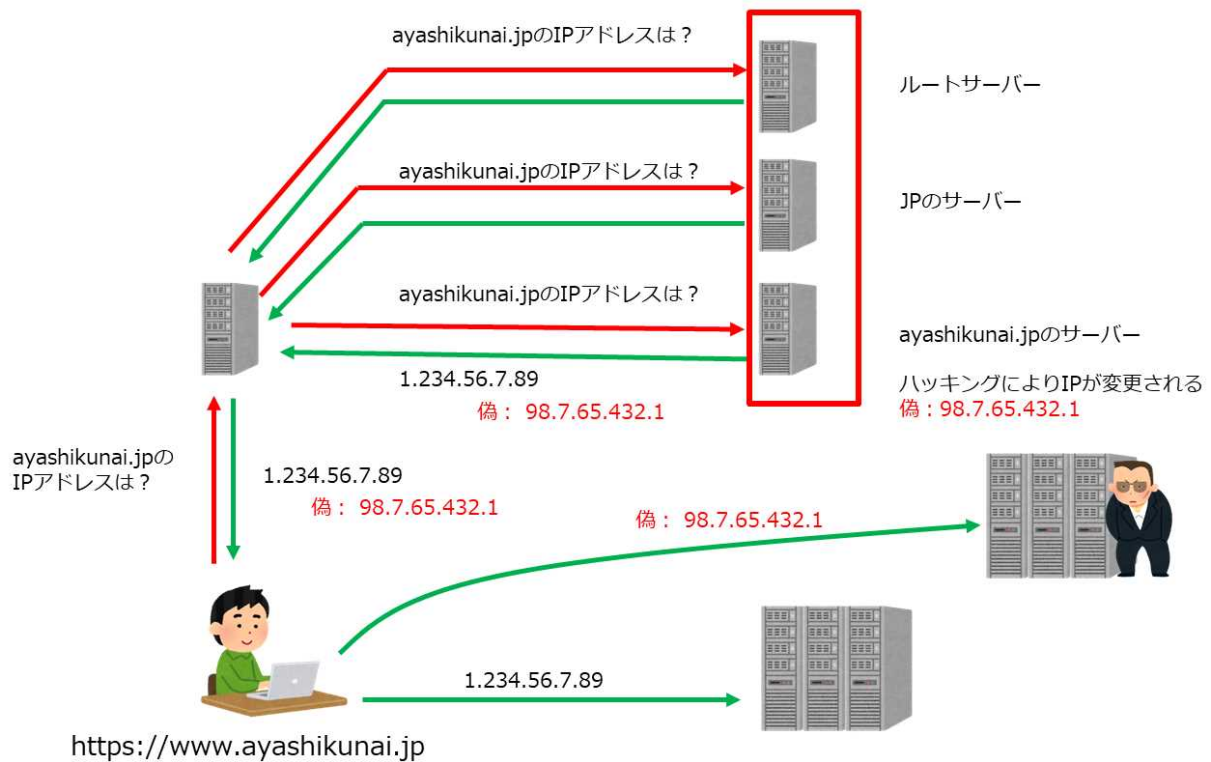 ayashikunai.jpのIPアドレスは？
ルートサーバー
ayashikunai.jpのIPアドレスは？
JPのサーバー
ayashikunai.jpのIPアドレスは？
ayashikunai.jpのサーバー
1.234.56.7.89
偽： 98.7.65.432.1
ハッキングによりIPが変更される
偽：98.7.65.432.1
ayashikunai.jpの
IPアドレスは？
1.234.56.7.89
偽： 98.7.65.432.1
偽： 98.7.65.432.1
1.234.56.7.89
https://www.ayashikunai.jp